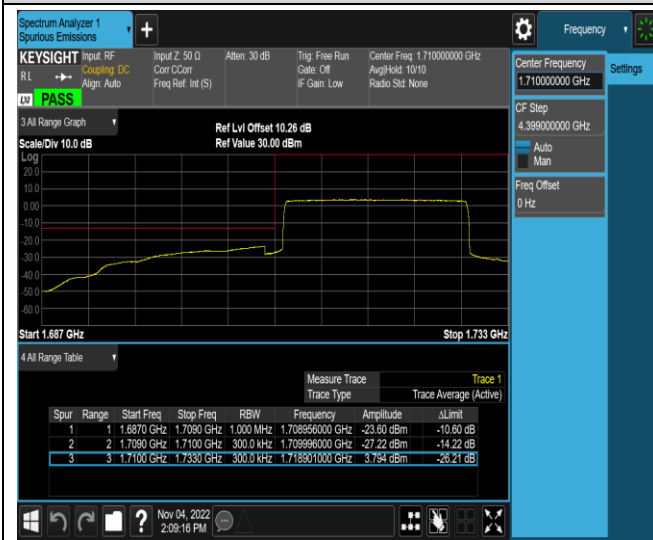 Spectrum Analyzer 1
Spurious Emissions
Frequency
KEYSIGHT Input: RF Input Z: 50 Ω Atten: 30 dB Trig: Free Run Center Freq: 1.710000000 GHz
RL Coupling: DC Corr CCorr Gate: Off Avg|Hold: 10/10
Align: Auto Freq Ref: Int (S) IF Gain: Low Radio Std: None
LXI PASS
Center Frequency
1.710000000 GHz
Settings
CF Step
4.399000000 GHz
Auto
Man
Freq Offset
0 Hz
3 All Range Graph
Ref Lvl Offset 10.26 dB
Scale/Div 10.0 dB Ref Value 30.00 dBm
Log
20.0
10.0
0.00
-10.0
-20.0
-30.0
-40.0
-50.0
-60.0
Start 1.687 GHz Stop 1.733 GHz
4 All Range Table
Measure Trace Trace 1
Trace Type Trace Average (Active)
Spur Range Start Freq Stop Freq RBW Frequency Amplitude ΔLimit
1 1 1.6870 GHz 1.7090 GHz 1.000 MHz 1.708956000 GHz -23.60 dBm -10.60 dB
2 2 1.7090 GHz 1.7100 GHz 300.0 kHz 1.709996000 GHz -27.22 dBm -14.22 dB
3 3 1.7100 GHz 1.7330 GHz 300.0 kHz 1.718901000 GHz 3.794 dBm -26.21 dB
Nov 04, 2022
2:09:16 PM